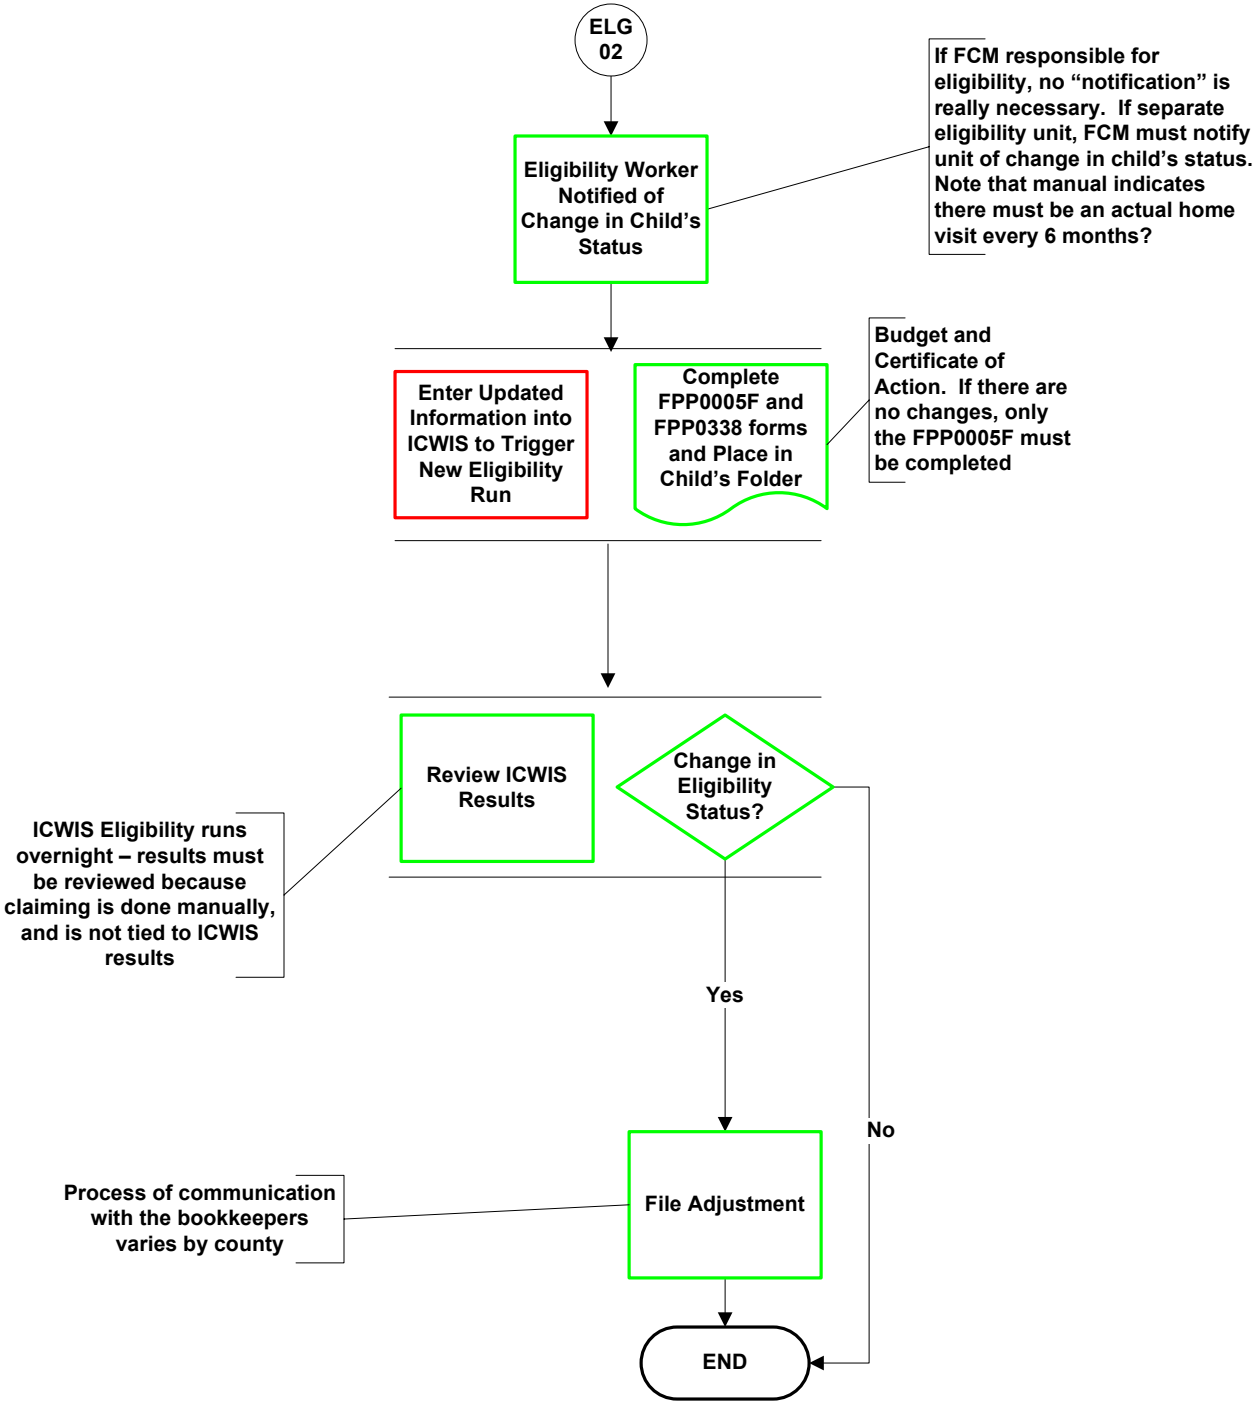 ELG
02
If FCM responsible for
eligibility, no “notification” is
really necessary.  If separate
eligibility unit, FCM must notify
unit of change in child’s status.
Note that manual indicates
there must be an actual home
visit every 6 months?
Eligibility Worker
Notified of
Change in Child’s
Status
Enter Updated
Information into
ICWIS to Trigger
New Eligibility
Run
Complete
FPP0005F and
FPP0338 forms
and Place in
Child’s Folder
Budget and
Certificate of
Action.  If there are
no changes, only
the FPP0005F must
be completed
Review ICWIS
Results
Change in
Eligibility
Status?
ICWIS Eligibility runs
overnight – results must
be reviewed because
claiming is done manually,
and is not tied to ICWIS
results
Yes
No
File Adjustment
Process of communication
with the bookkeepers
varies by county
END